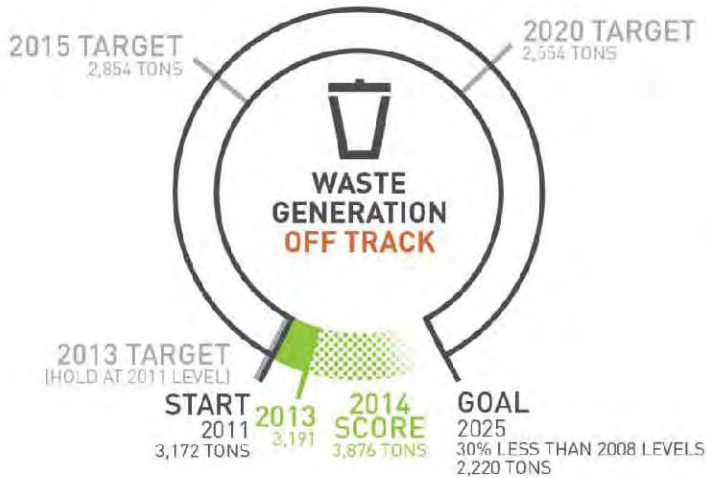 2015 TARGET
2,854 TONS
2020 TARGET
2,554 TONS
WASTE
GENERATION
OFF TRACK
2013 TARGET
(HOLD AT 2011 LEVEL)
START
2011
3,172 TONS
2013
3,191
2014
SCORE
3,876 TONS
GOAL
2025
30% LESS THAN 2008 LEVELS
2,220 TONS